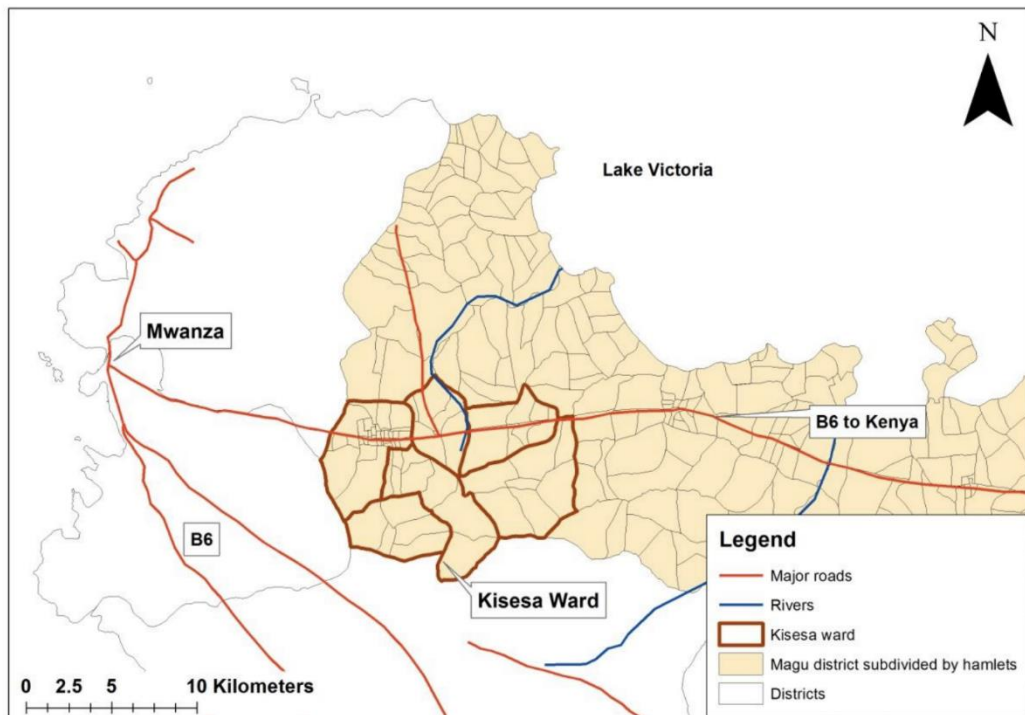 N
Lake Victoria
Mwanza
B6 to Kenya
B6
Kisesa Ward
Legend
Major roads
Rivers
Kisesa ward
Magu district subdivided by hamlets
Districts
0 2.5 5 10 Kilometers